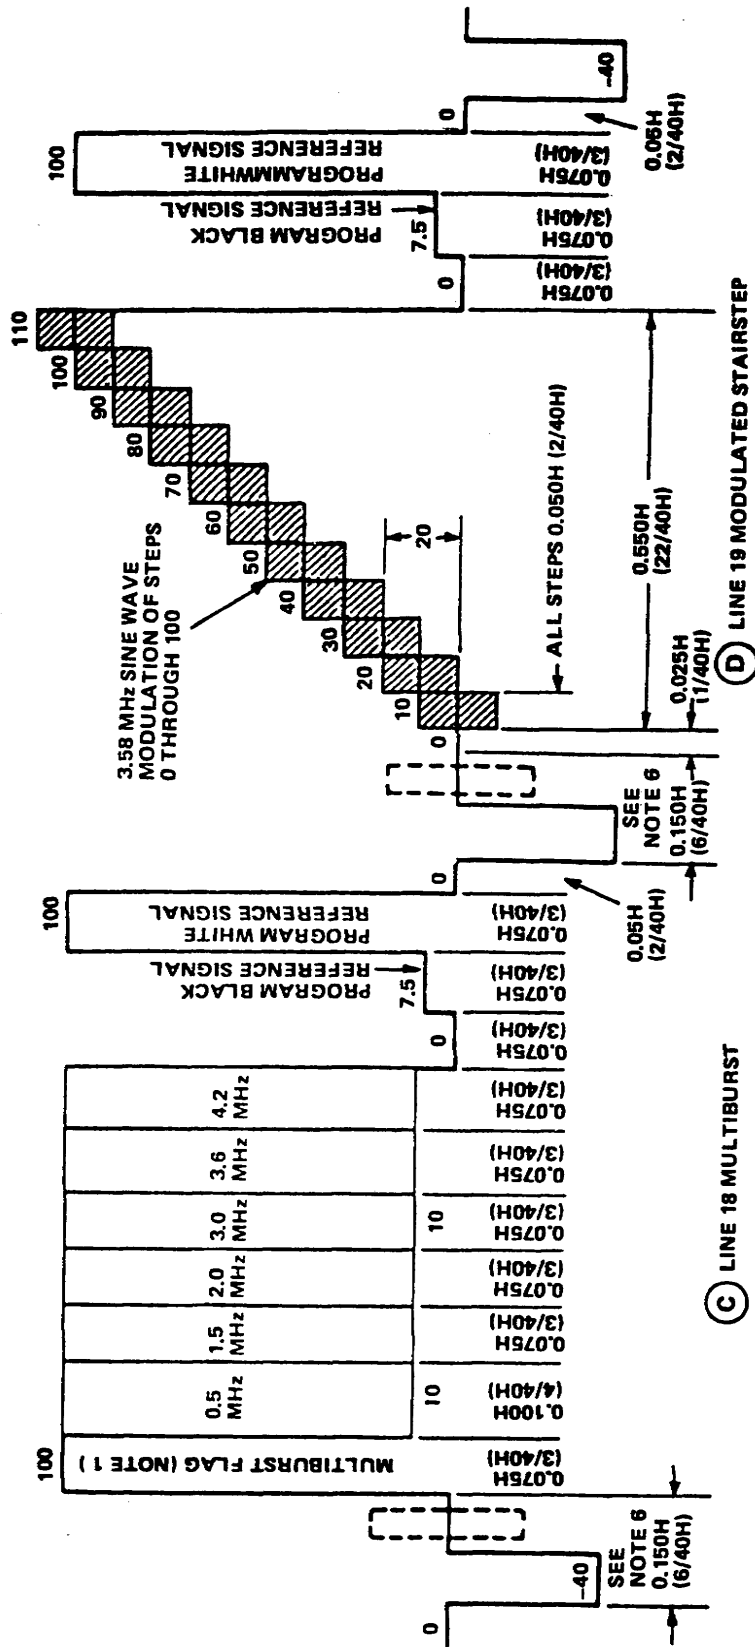 0
-40
SEE
NOTE 6
0.150H
(6/40H)
100
MULTIBURST FLAG (NOTE 1)
0.075H
(3/40H)
0.5
MHz
10
0.100H
(4/40H)
1.5
MHz
0.075H
(3/40H)
2.0
MHz
0.075H
(3/40H)
3.0
MHz
10
0.075H
(3/40H)
3.6
MHz
0.075H
(3/40H)
4.2
MHz
0.075H
(3/40H)
0
0.075H
(3/40H)
7.5
PROGRAM BLACK
REFERENCE SIGNAL
0.075H
(3/40H)
100
PROGRAM WHITE
REFERENCE SIGNAL
0.075H
(3/40H)
0
0.05H
(2/40H)
C LINE 18 MULTIBURST
SEE
NOTE 6
0.150H
(6/40H)
0.025H
(1/40H)
0
10
20
30
40
50
60
70
80
90
100
110
3.58 MHz SINE WAVE
MODULATION OF STEPS
0 THROUGH 100
20
ALL STEPS 0.050H (2/40H)
0.550H
(22/40H)
0
0.075H
(3/40H)
7.5
PROGRAM BLACK
REFERENCE SIGNAL
0.075H
(3/40H)
100
PROGRAMMWHITE
REFERENCE SIGNAL
0.075H
(3/40H)
0
0.05H
(2/40H)
-40
D LINE 19 MODULATED STAIRSTEP